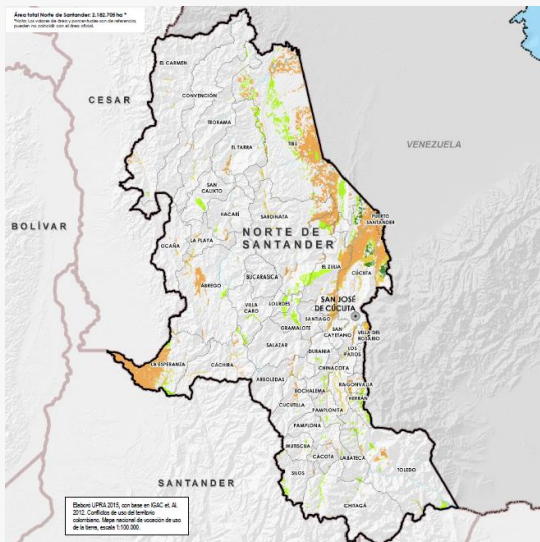 Área total Norte de Santander: 2.182.705 ha *
*Nota: Los valores de área y porcentuales son de referencia,
pueden no coincidir con el área oficial.
EL CARMEN
CESAR
CONVENCIÓN
TEORAMA
TIBÚ
EL TARRA
VENEZUELA
SAN
CALIXTO
HACARÍ
SARDINATA
PUERTO
SANTANDER
BOLÍVAR
NORTE DE
SANTANDER
OCAÑA
LA PLAYA
EL ZULIA
CÚCUTA
ÁBREGO
BUCARASICA
SAN JOSÉ
DE CÚCUTA
VILLA
CARO
LOURDES
SANTIAGO
GRAMALOTE
SAN
CAYETANO
VILLA DEL
ROSARIO
SALAZAR
DURANIA
LOS
PATIOS
LA ESPERANZA
CÁCHIRA
CHINÁCOTA
ARBOLEDAS
RAGONVALIA
BOCHALEMA
HERRÁN
CUCUTILLA
PAMPLONITA
PAMPLONA
MUTISCUA
CÁCOTA
LABATECA
TOLEDO
SILOS
SANTANDER
CHITAGÁ
Elaboró UPRA 2015, con base en IGAC et. Al.
2012. Conflictos de uso del territorio
colombiano. Mapa nacional de vocación de uso
de la tierra, escala 1:100.000.